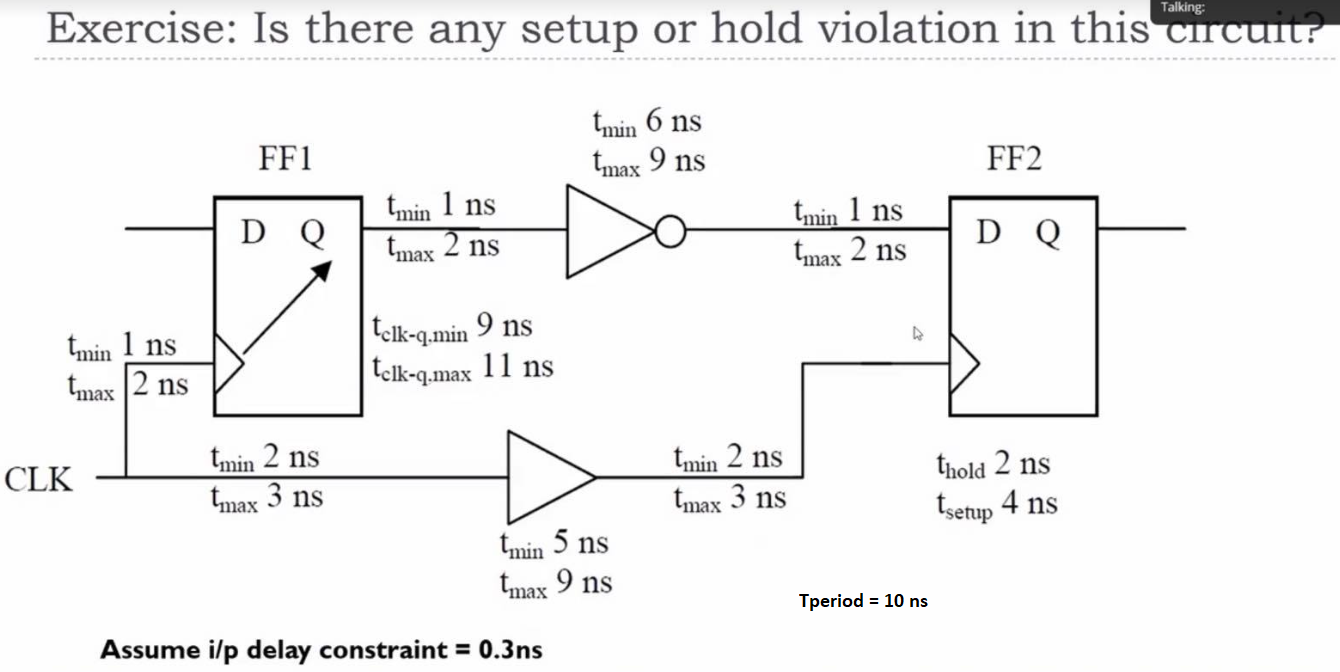 Talking:
Exercise: Is there any setup or hold violation in this circuit?
tmin 6 ns
tmax 9 ns
FF1
FF2
D Q
tmin 1 ns
tmax 2 ns
tmin 1 ns
tmax 2 ns
D Q
tclk-q.min 9 ns
tclk-q.max 11 ns
tmin 1 ns
tmax 2 ns
CLK
tmin 2 ns
tmax 3 ns
tmin 2 ns
tmax 3 ns
thold 2 ns
tsetup 4 ns
tmin 5 ns
tmax 9 ns
Tperiod = 10 ns
Assume i/p delay constraint = 0.3ns